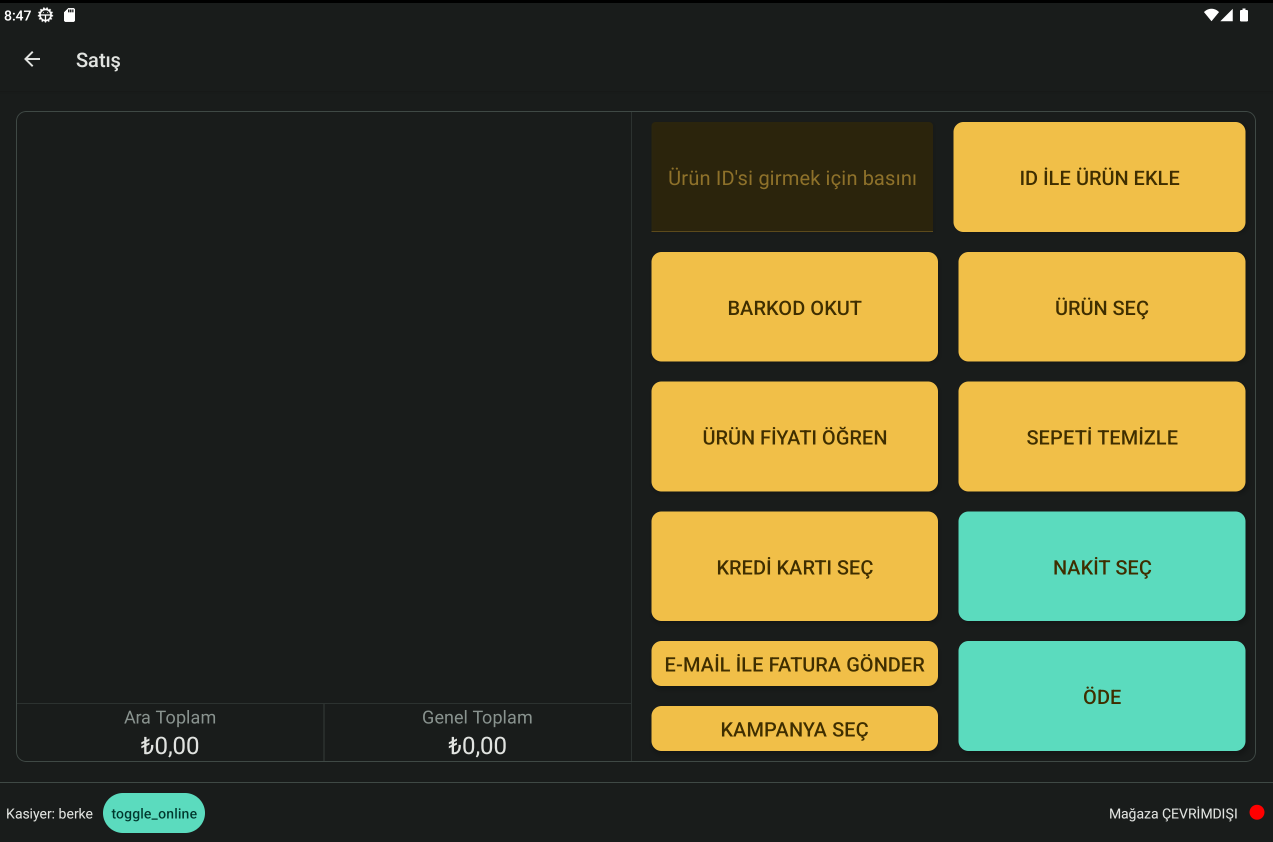 8:47
Satış
Ürün ID'si girmek için basını
ID İLE ÜRÜN EKLE
BARKOD OKUT
ÜRÜN SEÇ
ÜRÜN FİYATI ÖĞREN
SEPETİ TEMİZLE
KREDİ KARTI SEÇ
NAKİT SEÇ
E-MAİL İLE FATURA GÖNDER
KAMPANYA SEÇ
ÖDE
Ara Toplam
₺0,00
Genel Toplam
₺0,00
Kasiyer: berke
toggle_online
Mağaza ÇEVRİMDIŞI